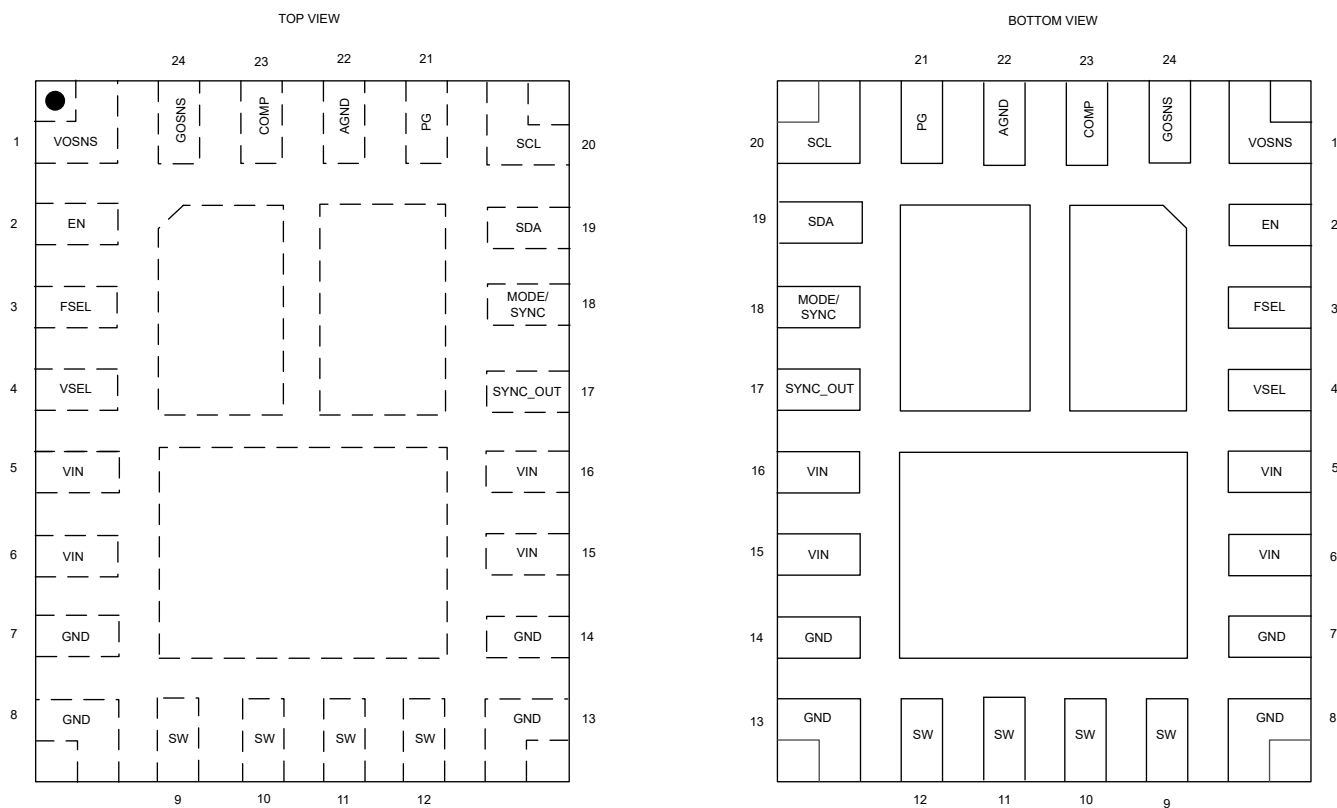 TOP VIEW
24 23 22 21
GOSNS COMP AGND PG
1 VOSNS SCL 20
2 EN SDA 19
3 FSEL MODE/
SYNC 18
4 VSEL SYNC_OUT 17
5 VIN VIN 16
6 VIN VIN 15
7 GND GND 14
8 GND GND 13
SW SW SW SW
9 10 11 12
BOTTOM VIEW
21 22 23 24
PG AGND COMP GOSNS
20 SCL VOSNS 1
19 SDA EN 2
18 MODE/
SYNC FSEL 3
17 SYNC_OUT VSEL 4
16 VIN VIN 5
15 VIN VIN 6
14 GND GND 7
13 GND GND 8
SW SW SW SW
12 11 10 9